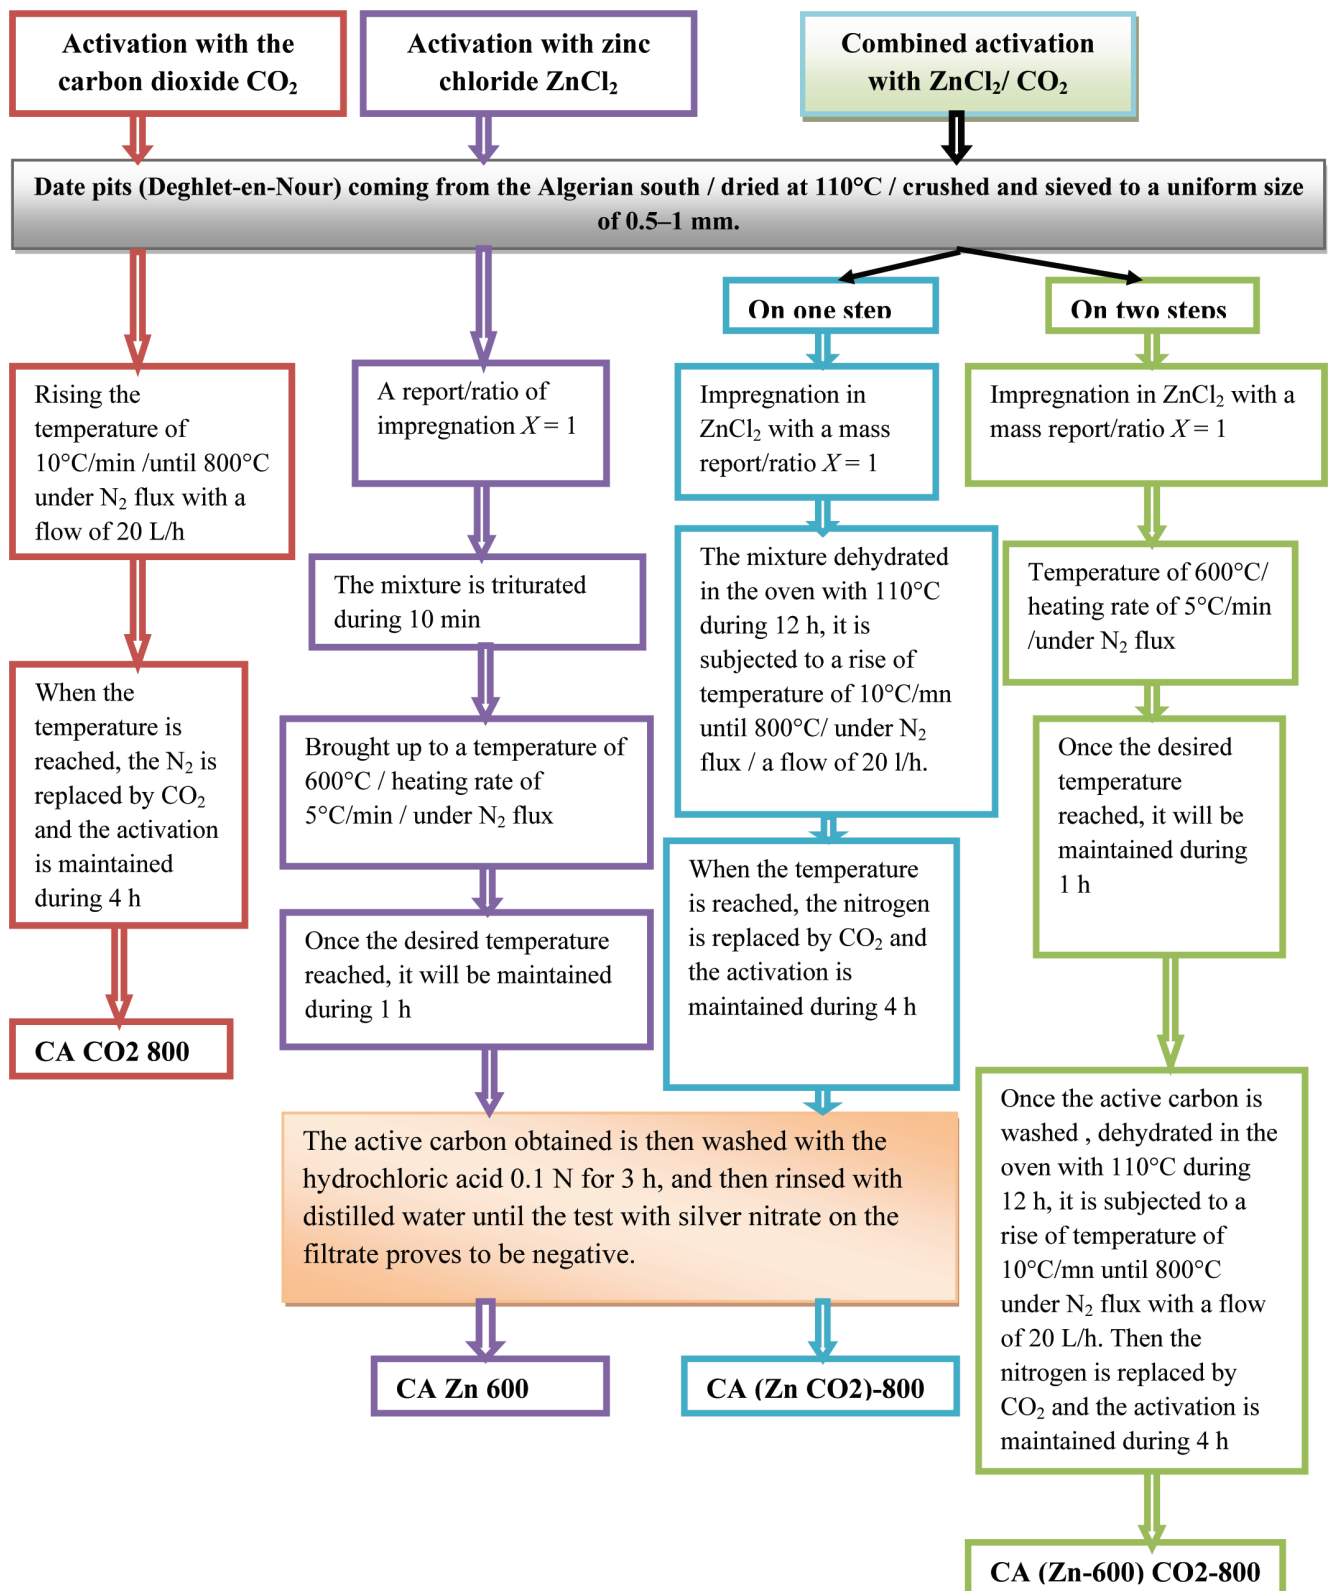 Activation with the
carbon dioxide CO₂
Activation with zinc
chloride ZnCl₂
Combined activation
with ZnCl₂/ CO₂
Date pits (Deghlet-en-Nour) coming from the Algerian south / dried at 110°C / crushed and sieved to a uniform size
of 0.5–1 mm.
Rising the
temperature of
10°C/min /until 800°C
under N₂ flux with a
flow of 20 L/h
When the
temperature is
reached, the N₂ is
replaced by CO₂
and the activation
is maintained
during 4 h
CA CO2 800
A report/ratio of
impregnation X = 1
The mixture is triturated
during 10 min
Brought up to a temperature of
600°C / heating rate of
5°C/min / under N₂ flux
Once the desired temperature
reached, it will be maintained
during 1 h
On one step
Impregnation in
ZnCl₂ with a mass
report/ratio X = 1
The mixture dehydrated
in the oven with 110°C
during 12 h, it is
subjected to a rise of
temperature of 10°C/mn
until 800°C/ under N₂
flux / a flow of 20 l/h.
When the temperature
is reached, the nitrogen
is replaced by CO₂ and
the activation is
maintained during 4 h
The active carbon obtained is then washed with the
hydrochloric acid 0.1 N for 3 h, and then rinsed with
distilled water until the test with silver nitrate on the
filtrate proves to be negative.
CA Zn 600
CA (Zn CO2)-800
On two steps
Impregnation in ZnCl₂ with a
mass report/ratio X = 1
Temperature of 600°C/
heating rate of 5°C/min
/under N₂ flux
Once the desired
temperature
reached, it will be
maintained during
1 h
Once the active carbon is
washed , dehydrated in the
oven with 110°C during
12 h, it is subjected to a
rise of temperature of
10°C/mn until 800°C
under N₂ flux with a flow
of 20 L/h. Then the
nitrogen is replaced by
CO₂ and the activation is
maintained during 4 h
CA (Zn-600) CO2-800